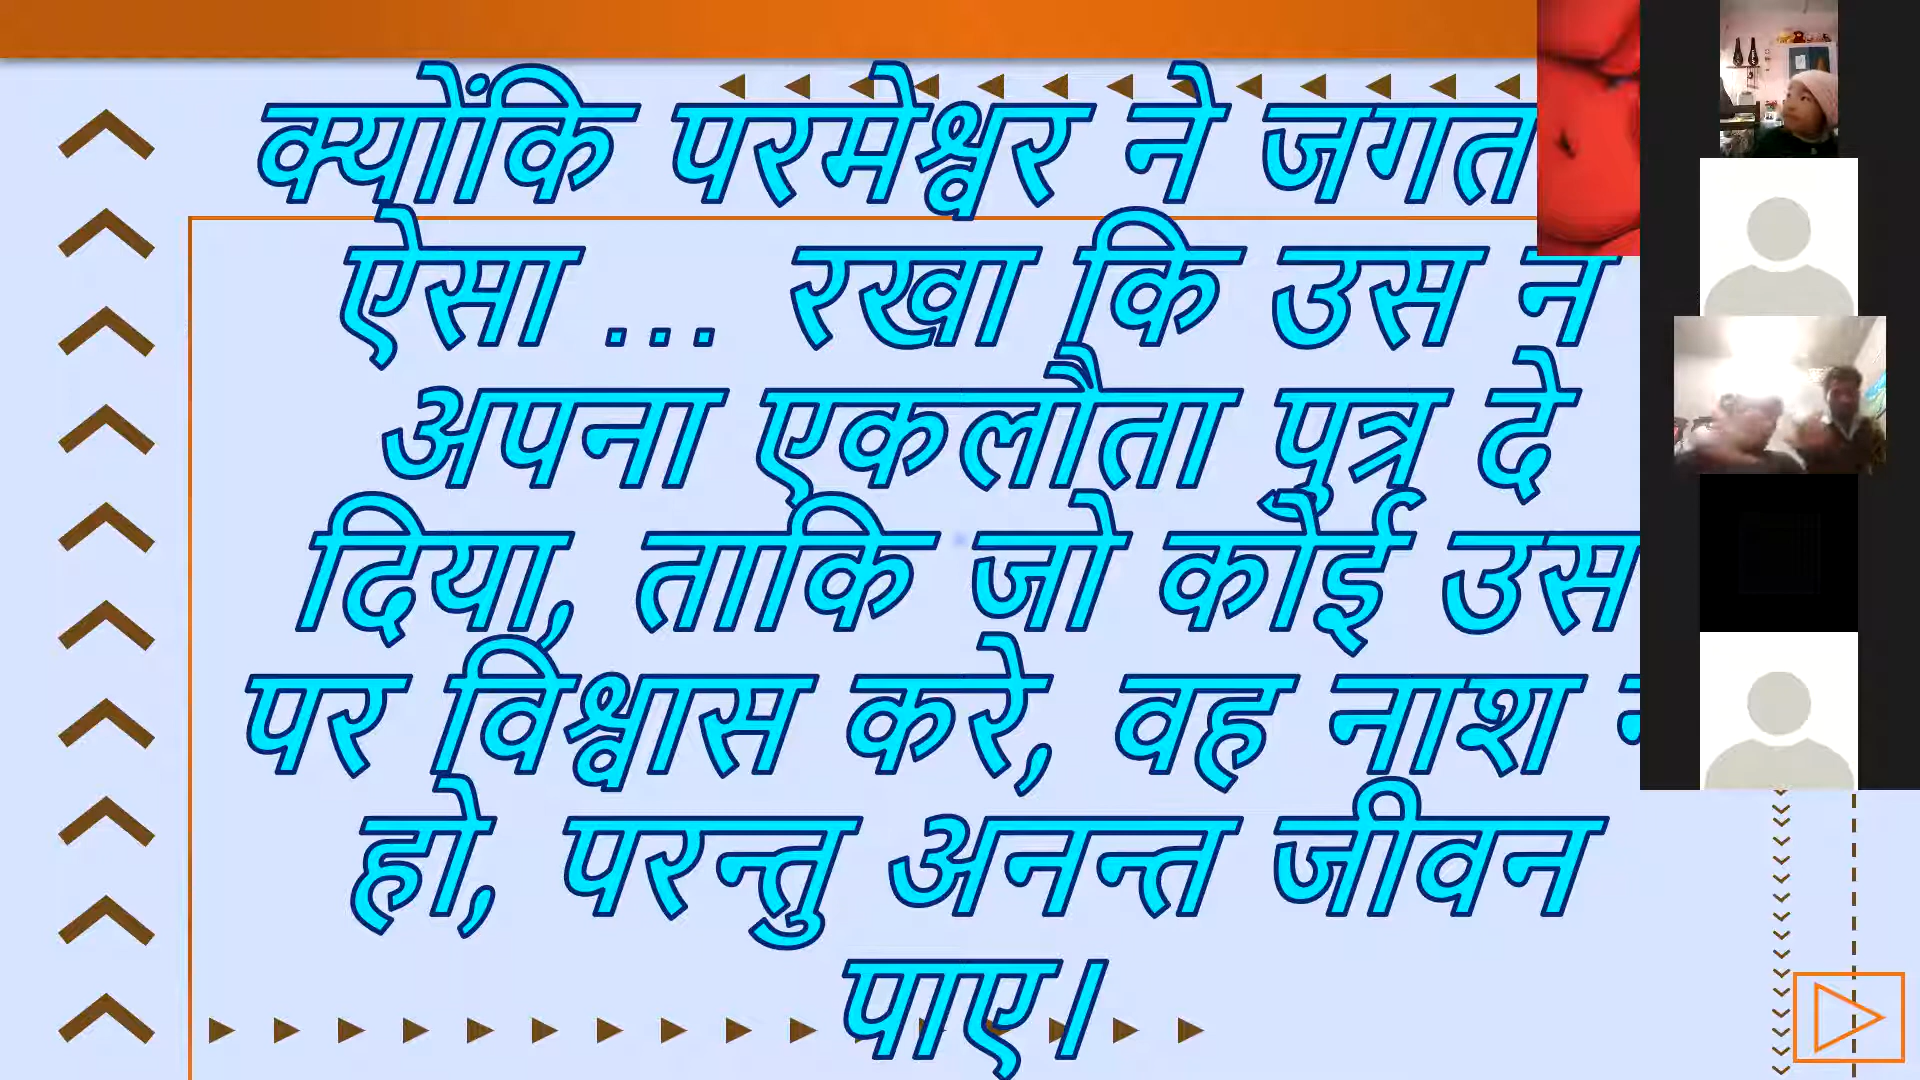 क्योंकि परमेश्वर ने जगत
ऐसा ... रखा कि उस न
अपना एकलौता पुत्र दे
दिया, ताकि जो कोई उस
पर विश्वास करे, वह नाश
हो, परन्तु अनन्त जीवन
पाए।